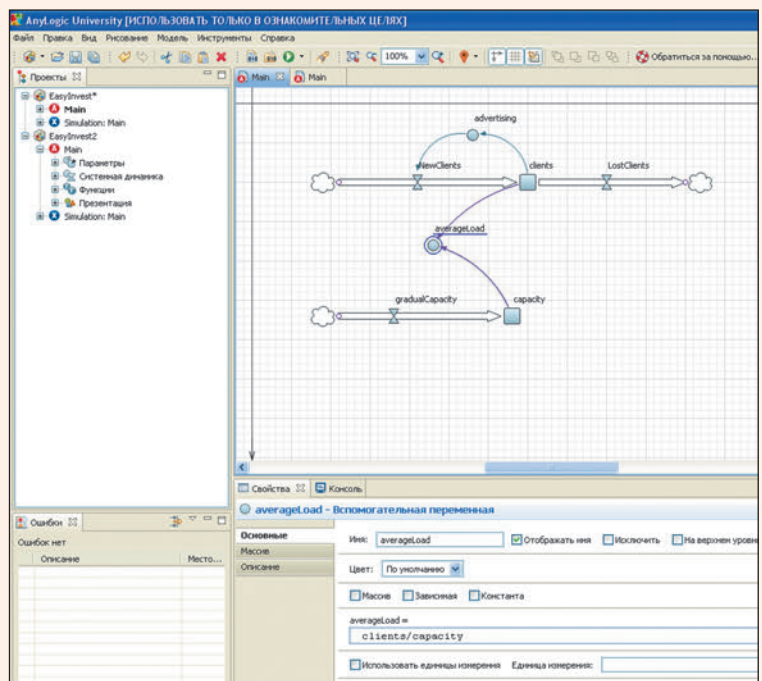 AnyLogic University [ИСПОЛЬЗОВАТЬ ТОЛЬКО В ОЗНАКОМИТЕЛЬНЫХ ЦЕЛЯХ]
Файл Правка Вид Рисование Модель Инструменты Справка
100% Обратиться за помощью...
Проекты
EasyInvest*
Main
Simulation: Main
EasyInvest2
Main
Параметры
Системная динамика
Функции
Презентация
Simulation: Main
Main Main
advertising
NewClients clients LostClients
averageLoad
gradualCapacity capacity
Ошибки
Ошибок нет
Описание Место...
Свойства Консоль
averageLoad - Вспомогательная переменная
Основные
Массив
Описание
Имя: averageLoad Отображать имя Исключить На верхнем уровн
Цвет: По умолчанию
Массив Зависимая Константа
averageLoad =
clients/capacity
Использовать единицы измерения Единица измерения: